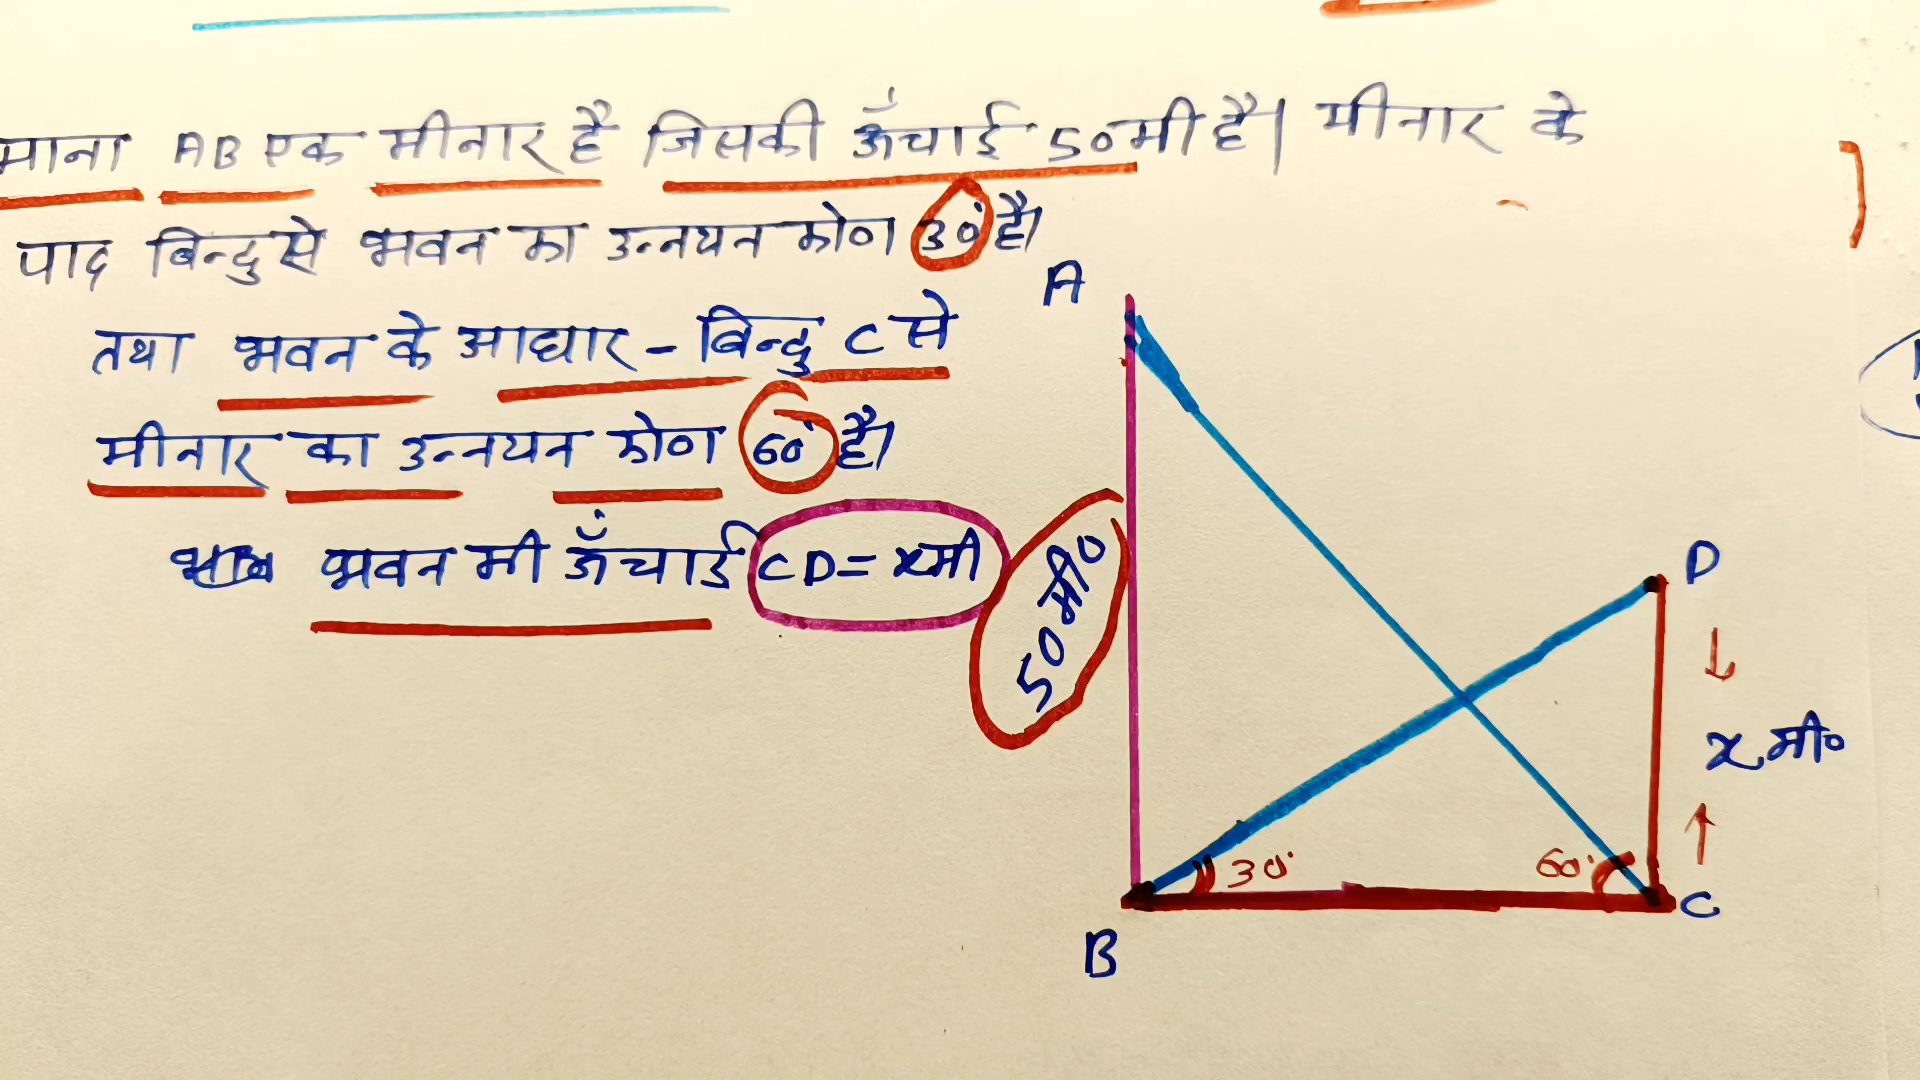 माना AB एक मीनार है जिसकी ऊँचाई 50मी है। मीनार के
पाद बिन्दु से भवन का उन्नयन कोण 30° है।
तथा भवन के आधार - बिन्दु C से
मीनार का उन्नयन कोण 60° है।
भवन की ऊँचाई CD = xमी
50मी०
A
D
x मी०
30°
60°
C
B